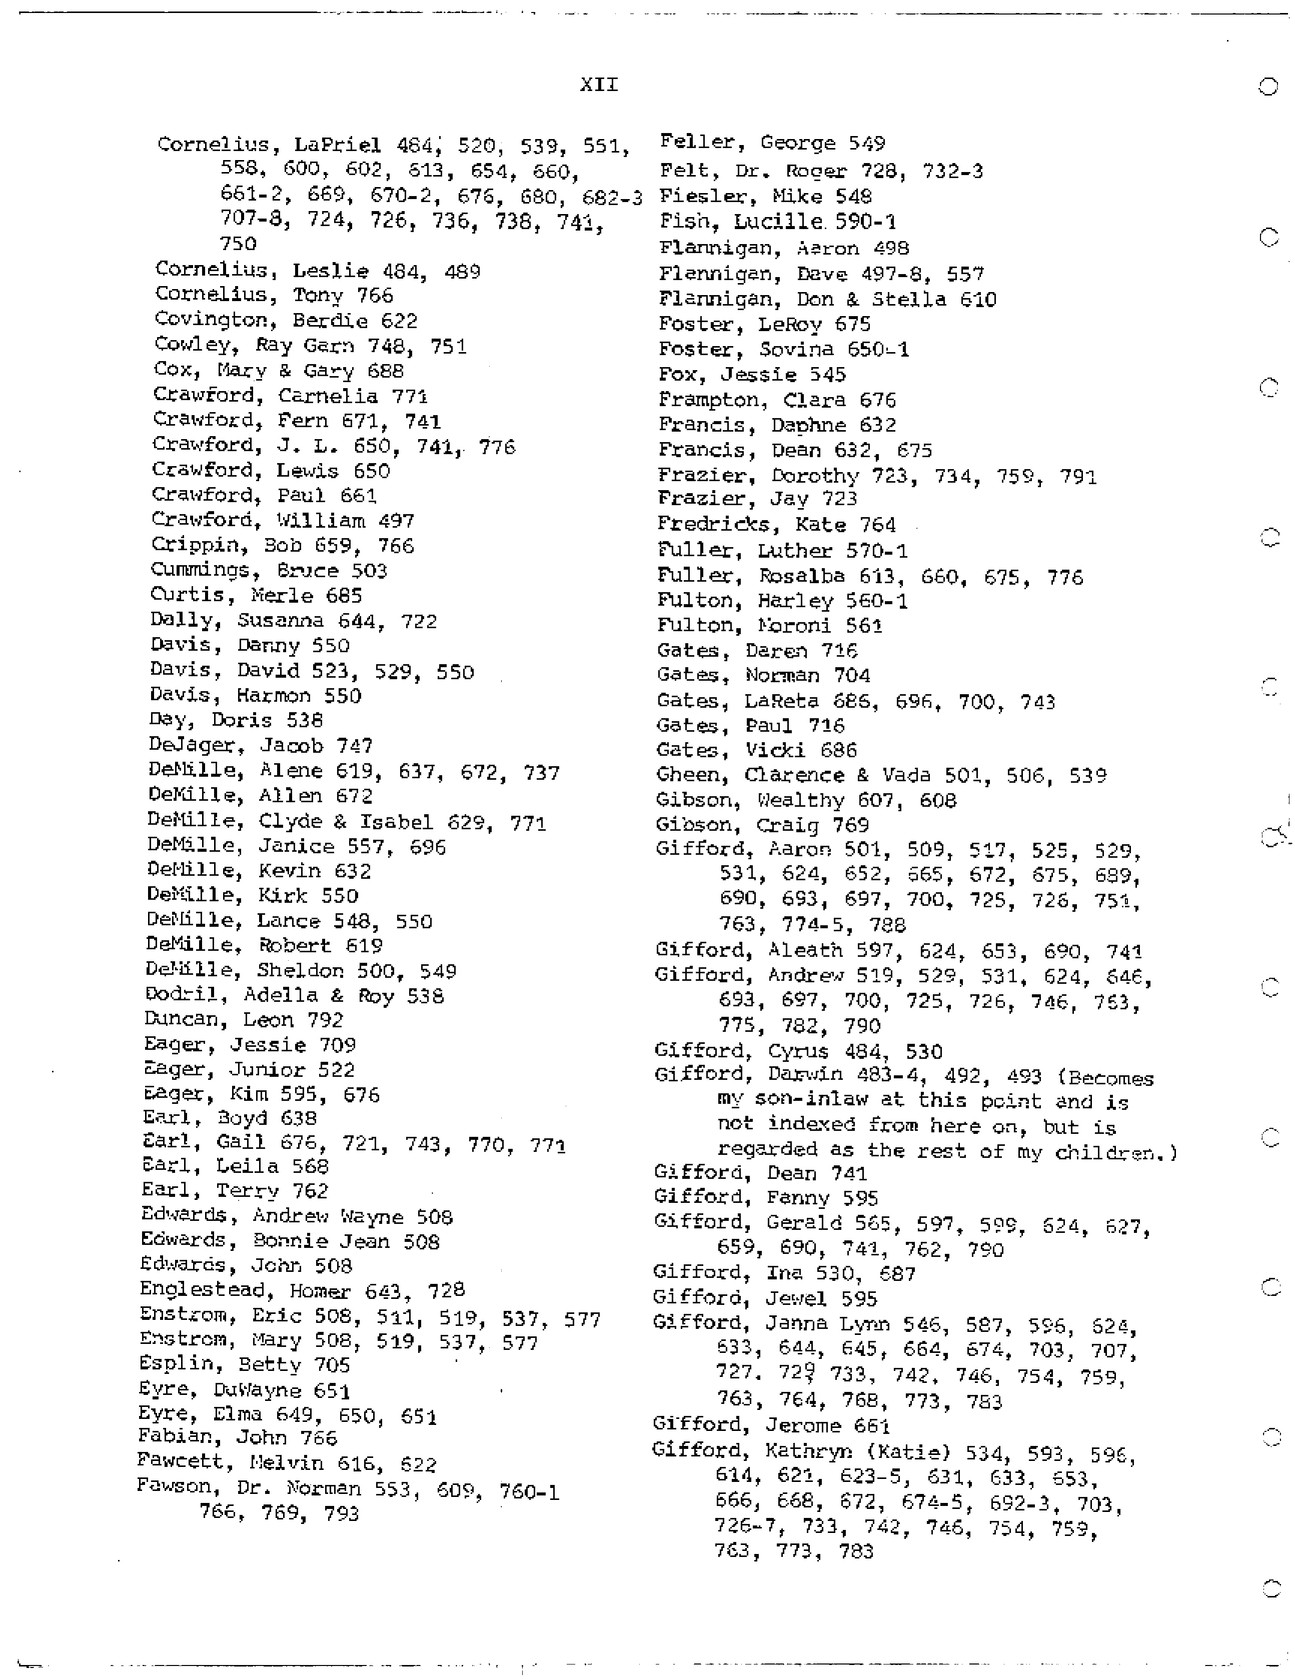 XII
Cornelius, LaPriel 484, 520, 539, 551,
558, 600, 602, 613, 654, 660,
661-2, 669, 670-2, 676, 680, 682-3
707-8, 724, 726, 736, 738, 741,
750
Cornelius, Leslie 484, 489
Cornelius, Tony 766
Covington, Berdie 622
Cowley, Ray Garn 748, 751
Cox, Mary & Gary 688
Crawford, Carnelia 771
Crawford, Fern 671, 741
Crawford, J. L. 650, 741, 776
Crawford, Lewis 650
Crawford, Paul 661
Crawford, William 497
Crippin, Bob 659, 766
Cummings, Bruce 503
Curtis, Merle 685
Dally, Susanna 644, 722
Davis, Danny 550
Davis, David 523, 529, 550
Davis, Harmon 550
Day, Doris 538
DeJager, Jacob 747
DeMille, Alene 619, 637, 672, 737
DeMille, Allen 672
DeMille, Clyde & Isabel 629, 771
DeMille, Janice 557, 696
DeMille, Kevin 632
DeMille, Kirk 550
DeMille, Lance 548, 550
DeMille, Robert 619
DeMille, Sheldon 500, 549
Dodril, Adella & Roy 538
Duncan, Leon 792
Eager, Jessie 709
Eager, Junior 522
Eager, Kim 595, 676
Earl, Boyd 638
Earl, Gail 676, 721, 743, 770, 771
Earl, Leila 568
Earl, Terry 762
Edwards, Andrew Wayne 508
Edwards, Bonnie Jean 508
Edwards, John 508
Englestead, Homer 643, 728
Enstrom, Eric 508, 511, 519, 537, 577
Enstrom, Mary 508, 519, 537, 577
Esplin, Betty 705
Eyre, DuWayne 651
Eyre, Elma 649, 650, 651
Fabian, John 766
Fawcett, Melvin 616, 622
Fawson, Dr. Norman 553, 609, 760-1
766, 769, 793
Feller, George 549
Felt, Dr. Roger 728, 732-3
Fiesler, Mike 548
Fish, Lucille 590-1
Flannigan, Aaron 498
Flannigan, Dave 497-8, 557
Flannigan, Don & Stella 610
Foster, LeRoy 675
Foster, Sovina 650-1
Fox, Jessie 545
Frampton, Clara 676
Francis, Daphne 632
Francis, Dean 632, 675
Frazier, Dorothy 723, 734, 759, 791
Frazier, Jay 723
Fredricks, Kate 764
Fuller, Luther 570-1
Fuller, Rosalba 613, 660, 675, 776
Fulton, Harley 560-1
Fulton, Moroni 561
Gates, Daren 716
Gates, Norman 704
Gates, LaReta 686, 696, 700, 743
Gates, Paul 716
Gates, Vicki 686
Gheen, Clarence & Vada 501, 506, 539
Gibson, Wealthy 607, 608
Gibson, Craig 769
Gifford, Aaron 501, 509, 517, 525, 529,
531, 624, 652, 665, 672, 675, 689,
690, 693, 697, 700, 725, 726, 751,
763, 774-5, 788
Gifford, Aleath 597, 624, 653, 690, 741
Gifford, Andrew 519, 529, 531, 624, 646,
693, 697, 700, 725, 726, 746, 763,
775, 782, 790
Gifford, Cyrus 484, 530
Gifford, Darwin 483-4, 492, 493 (Becomes
my son-inlaw at this point and is
not indexed from here on, but is
regarded as the rest of my children.)
Gifford, Dean 741
Gifford, Fanny 595
Gifford, Gerald 565, 597, 599, 624, 627,
659, 690, 741, 762, 790
Gifford, Ina 530, 687
Gifford, Jewel 595
Gifford, Janna Lynn 546, 587, 596, 624,
633, 644, 645, 664, 674, 703, 707,
727. 729 733, 742, 746, 754, 759,
763, 764, 768, 773, 783
Gifford, Jerome 661
Gifford, Kathryn (Katie) 534, 593, 596,
614, 621, 623-5, 631, 633, 653,
666, 668, 672, 674-5, 692-3, 703,
726-7, 733, 742, 746, 754, 759,
763, 773, 783